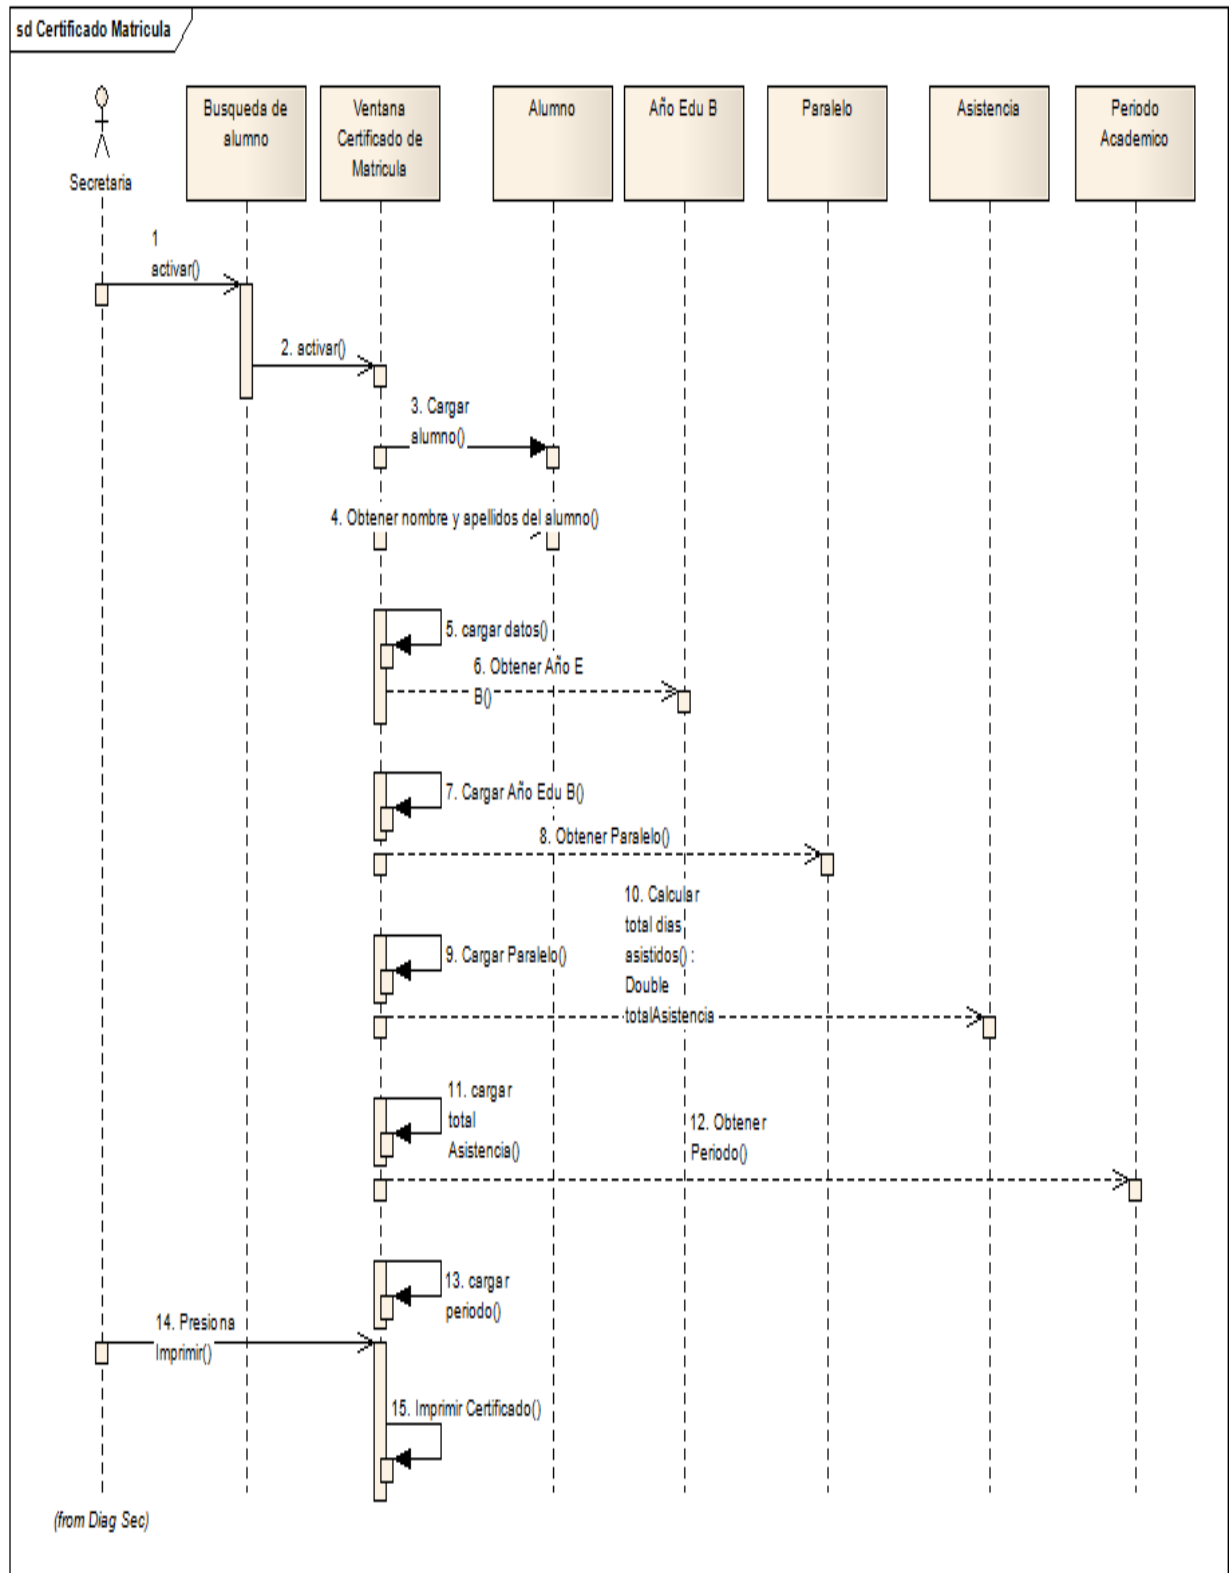 sd Certificado Matricula
Secretaria
Busqueda de
alumno
Ventana
Certificado de
Matricula
Alumno
Año Edu B
Paralelo
Asistencia
Periodo
Academico
1
activar()
2. activar()
3. Cargar
alumno()
4. Obtener nombre y apellidos del alumno()
5. cargar datos()
6. Obtener Año E
B()
7. Cargar Año Edu B()
8. Obtener Paralelo()
9. Cargar Paralelo()
10. Calcular
total dias
asistidos() :
Double
totalAsistencia
11. cargar
total
Asistencia()
12. Obtener
Periodo()
13. cargar
periodo()
14. Presiona
Imprimir()
15. Imprimir Certificado()
(from Diag Sec)